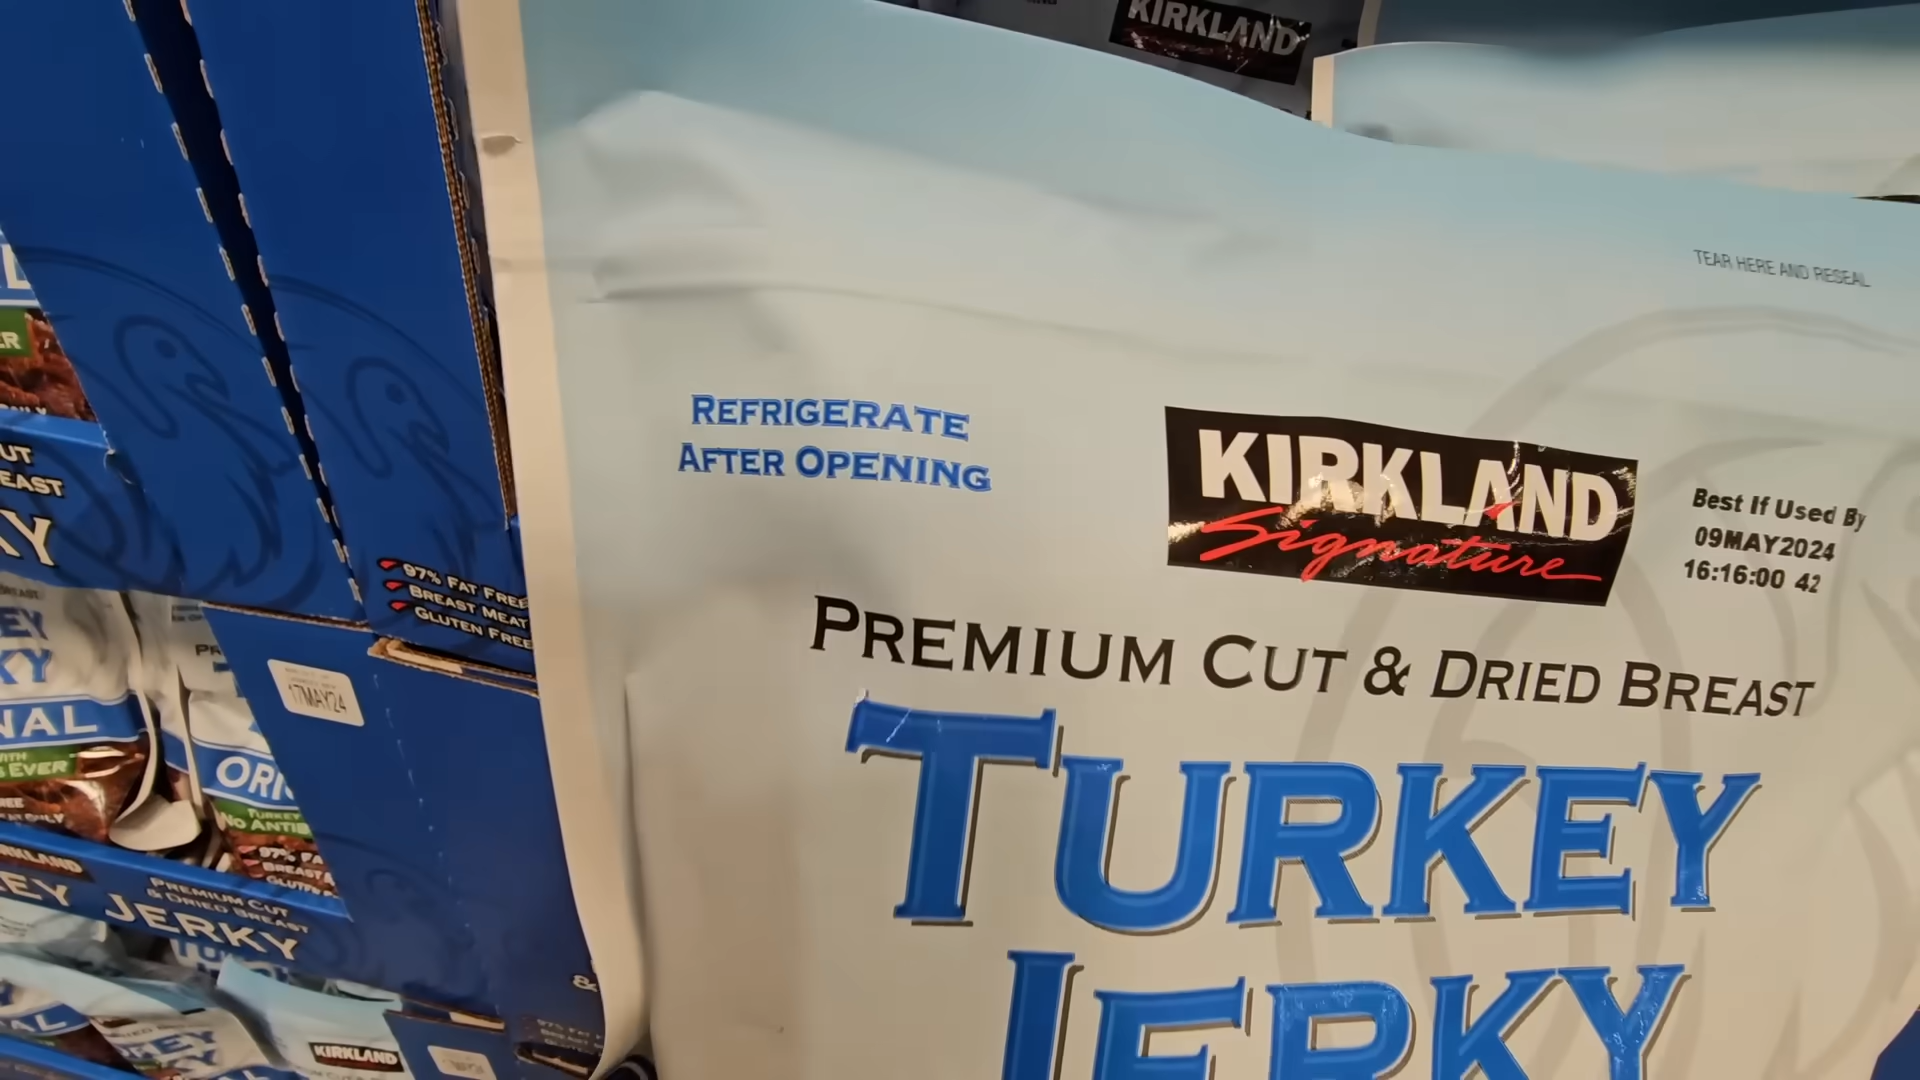 KIRKLAND
TEAR HERE AND RESEAL
REFRIGERATE
AFTER OPENING
KIRKLAND
Signature
Best If Used By
09MAY2024
16:16:00 42
PREMIUM CUT & DRIED BREAST
TURKEY
JERKY
97% FAT FREE
BREAST MEAT
GLUTEN FREE
17MAY24
PREMIUM CUT
& DRIED BREAST
JERKY
KIRKLAND